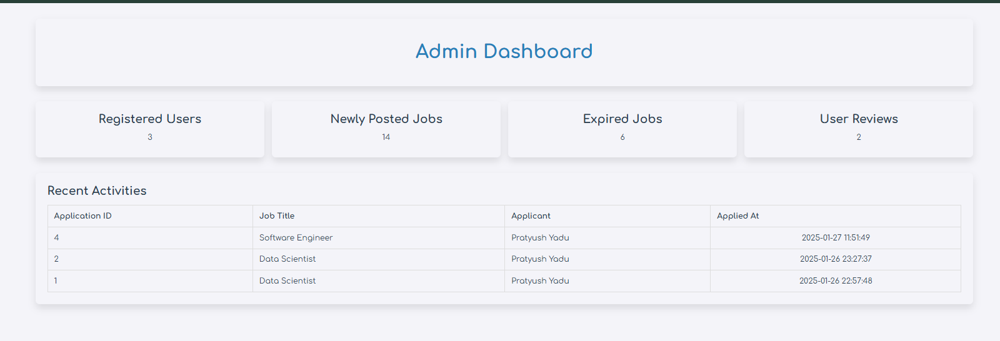 Admin Dashboard
Registered Users Newly Posted Jobs Expired Jobs User Reviews
3 14 6 2
Recent Activities
Application ID Job Title Applicant Applied At
4 Software Engineer Pratyush Yadu 2025-01-27 11:51:49
2 Data Scientist Pratyush Yadu 2025-01-26 23:27:37
1 Data Scientist Pratyush Yadu 2025-01-26 22:57:48